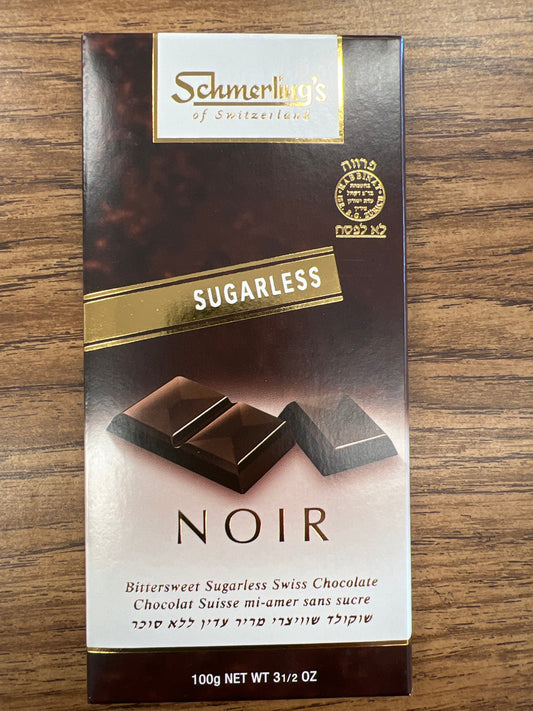 Schmerling's
of Switzerland
פרווה
RABBINAT
לא לפסח
SUGARLESS
NOIR
Bittersweet Sugarless Swiss Chocolate
Chocolat Suisse mi-amer sans sucre
שוקולד שוויצרי מריר עדין ללא סוכר
100g NET WT 3 1/2 OZ